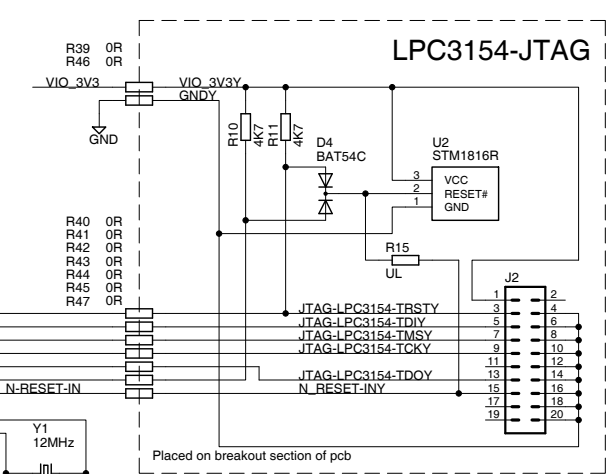 LPC3154-JTAG
R39 0R
R46 0R
VIO_3V3
VIO_3V3Y
GNDY
GND
R10
4K7
R11
4K7
D4
BAT54C
U2
STM1816R
3 VCC
2 RESET#
1 GND
R40 0R
R41 0R
R42 0R
R43 0R
R44 0R
R45 0R
R47 0R
R15
UL
J2
1 2
JTAG-LPC3154-TRSTY 3 4
JTAG-LPC3154-TDIY 5 6
JTAG-LPC3154-TMSY 7 8
JTAG-LPC3154-TCKY 9 10
11 12
JTAG-LPC3154-TDOY 13 14
N-RESET-IN N_RESET-INY 15 16
17 18
19 20
Y1
12MHz
Placed on breakout section of pcb